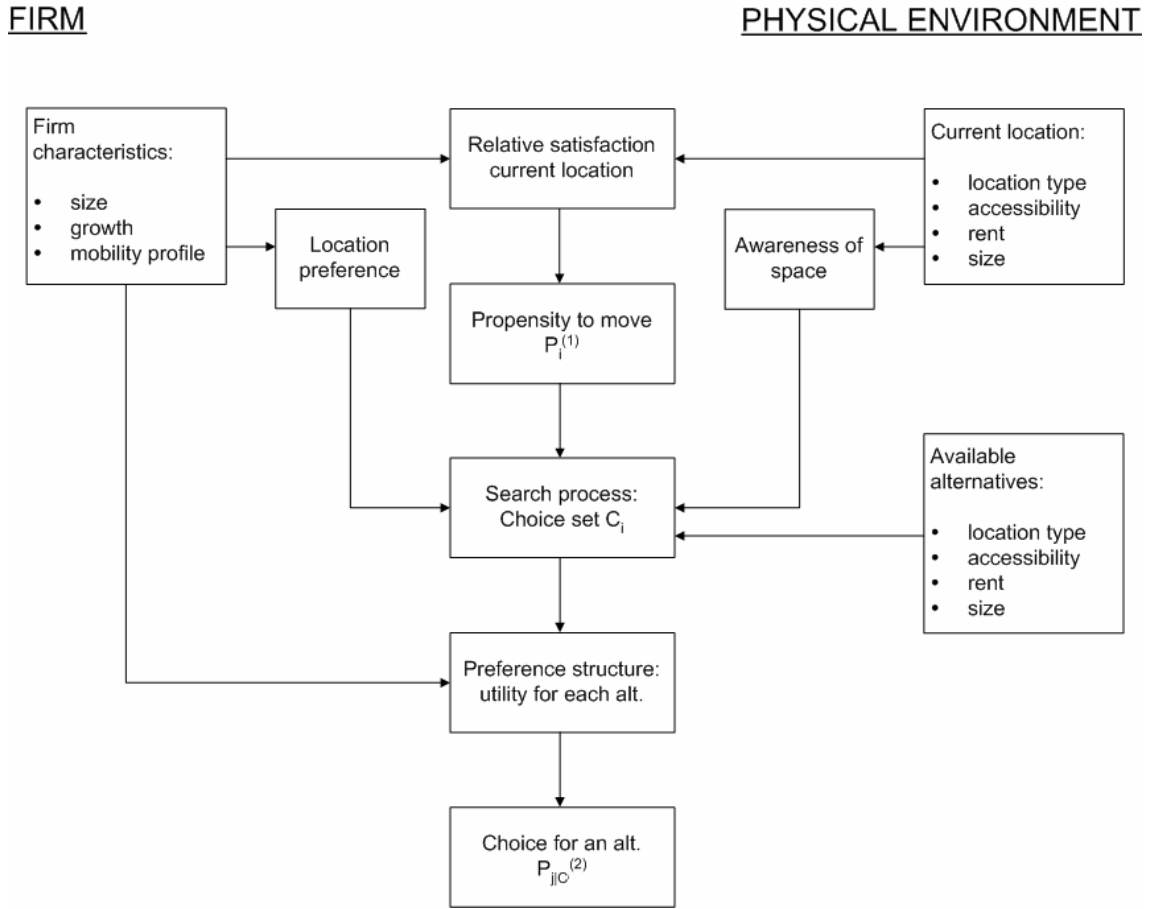 FIRM
PHYSICAL ENVIRONMENT
Firm
characteristics:
• size
• growth
• mobility profile
Relative satisfaction
current location
Current location:
• location type
• accessibility
• rent
• size
Location
preference
Awareness of
space
Propensity to move
P_i^(1)
Search process:
Choice set C_i
Available
alternatives:
• location type
• accessibility
• rent
• size
Preference structure:
utility for each alt.
Choice for an alt.
P_j|C^(2)